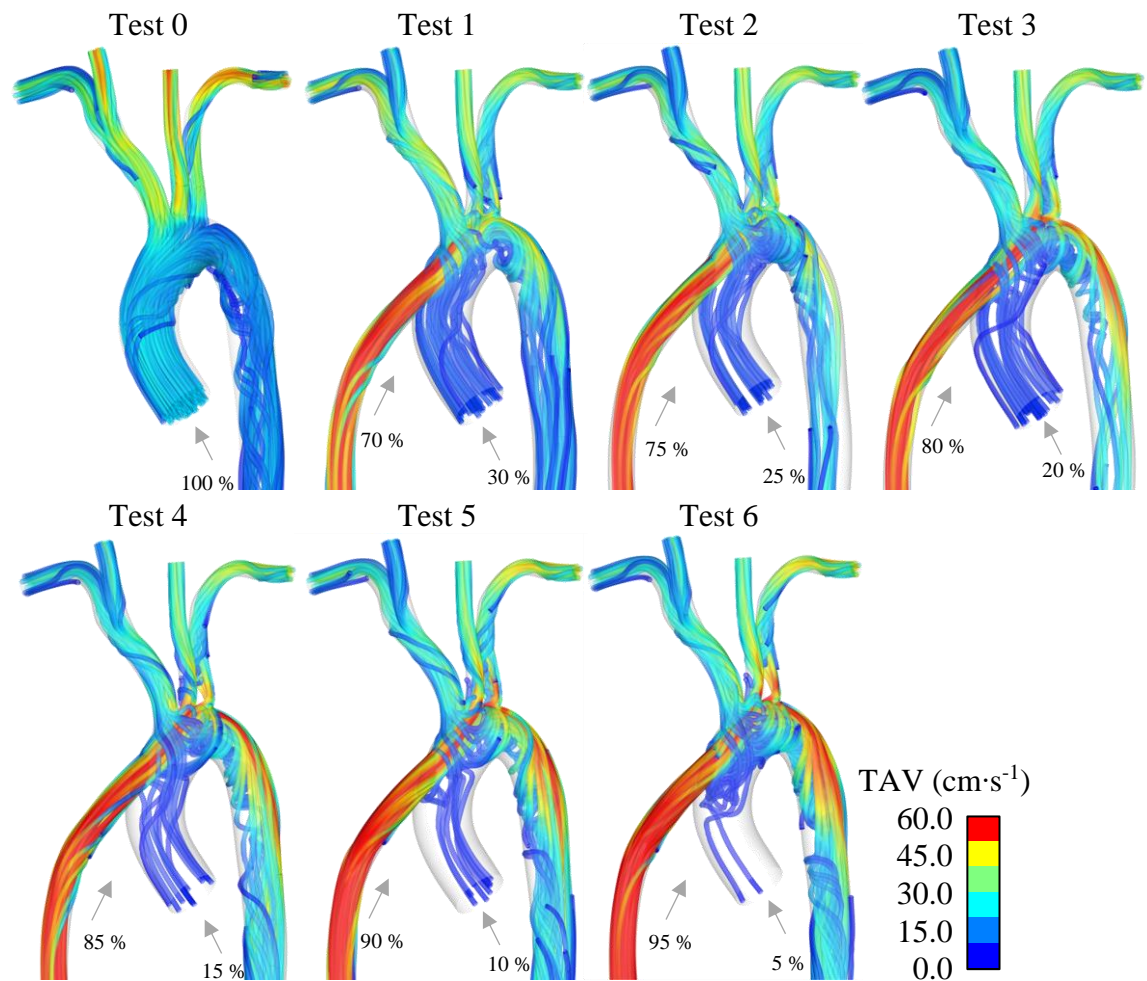 Test 0
Test 1
Test 2
Test 3
100 %
70 %
30 %
75 %
25 %
80 %
20 %
Test 4
Test 5
Test 6
85 %
15 %
90 %
10 %
95 %
5 %
TAV (cm·s⁻¹)
60.0
45.0
30.0
15.0
0.0